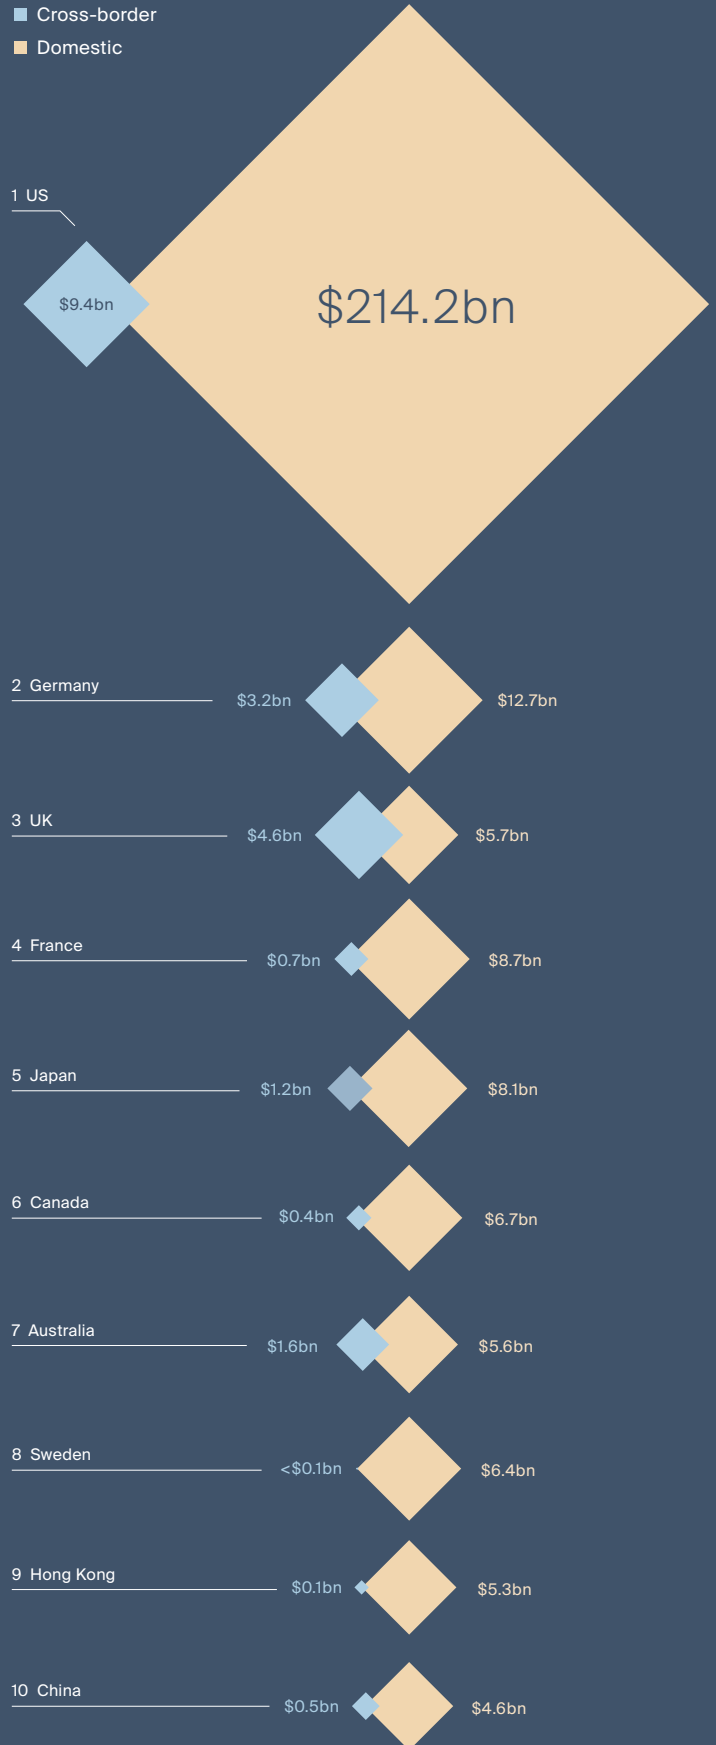 Cross-border
Domestic
1 US
$9.4bn
$214.2bn
2 Germany
$3.2bn
$12.7bn
3 UK
$4.6bn
$5.7bn
4 France
$0.7bn
$8.7bn
5 Japan
$1.2bn
$8.1bn
6 Canada
$0.4bn
$6.7bn
7 Australia
$1.6bn
$5.6bn
8 Sweden
<$0.1bn
$6.4bn
9 Hong Kong
$0.1bn
$5.3bn
10 China
$0.5bn
$4.6bn